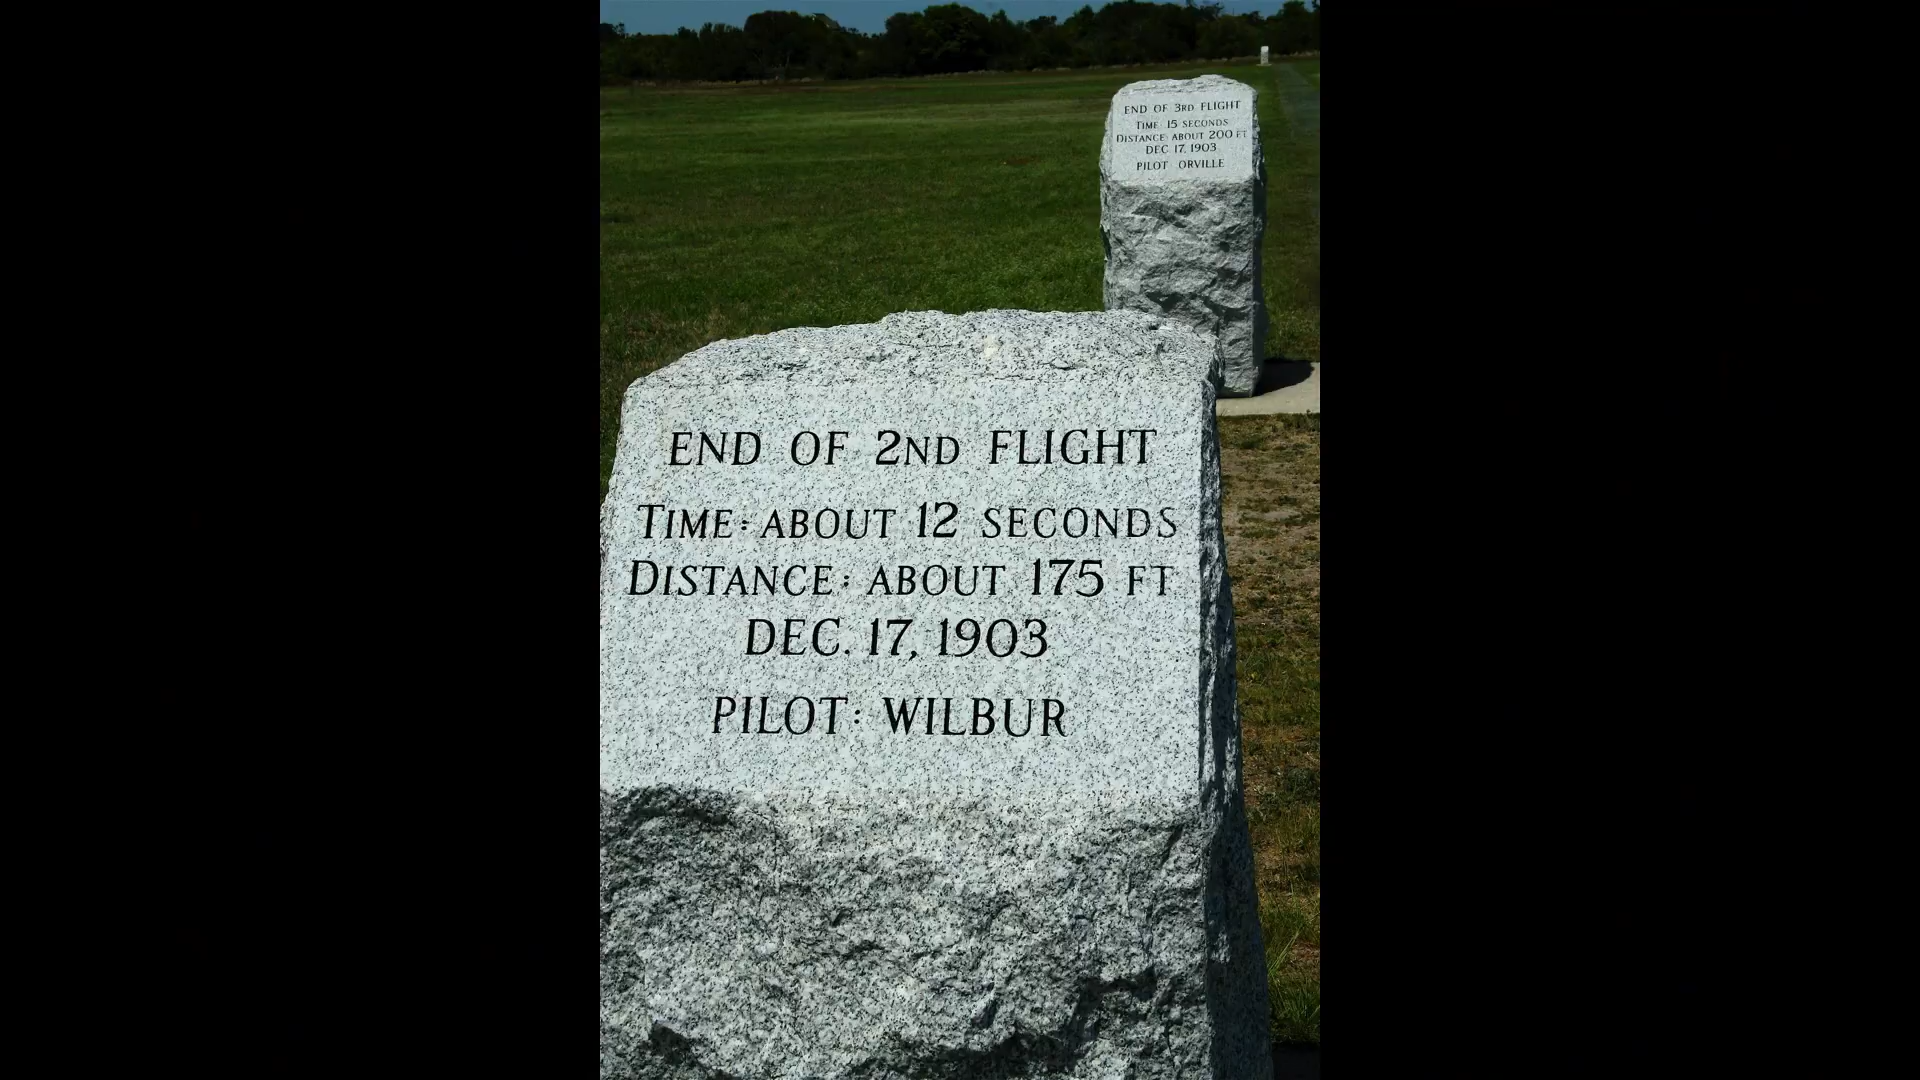 END OF 3RD FLIGHT
TIME: 15 SECONDS
DISTANCE: ABOUT 200 FT
DEC. 17, 1903
PILOT: ORVILLE
END OF 2ND FLIGHT
TIME: ABOUT 12 SECONDS
DISTANCE: ABOUT 175 FT
DEC. 17, 1903
PILOT: WILBUR